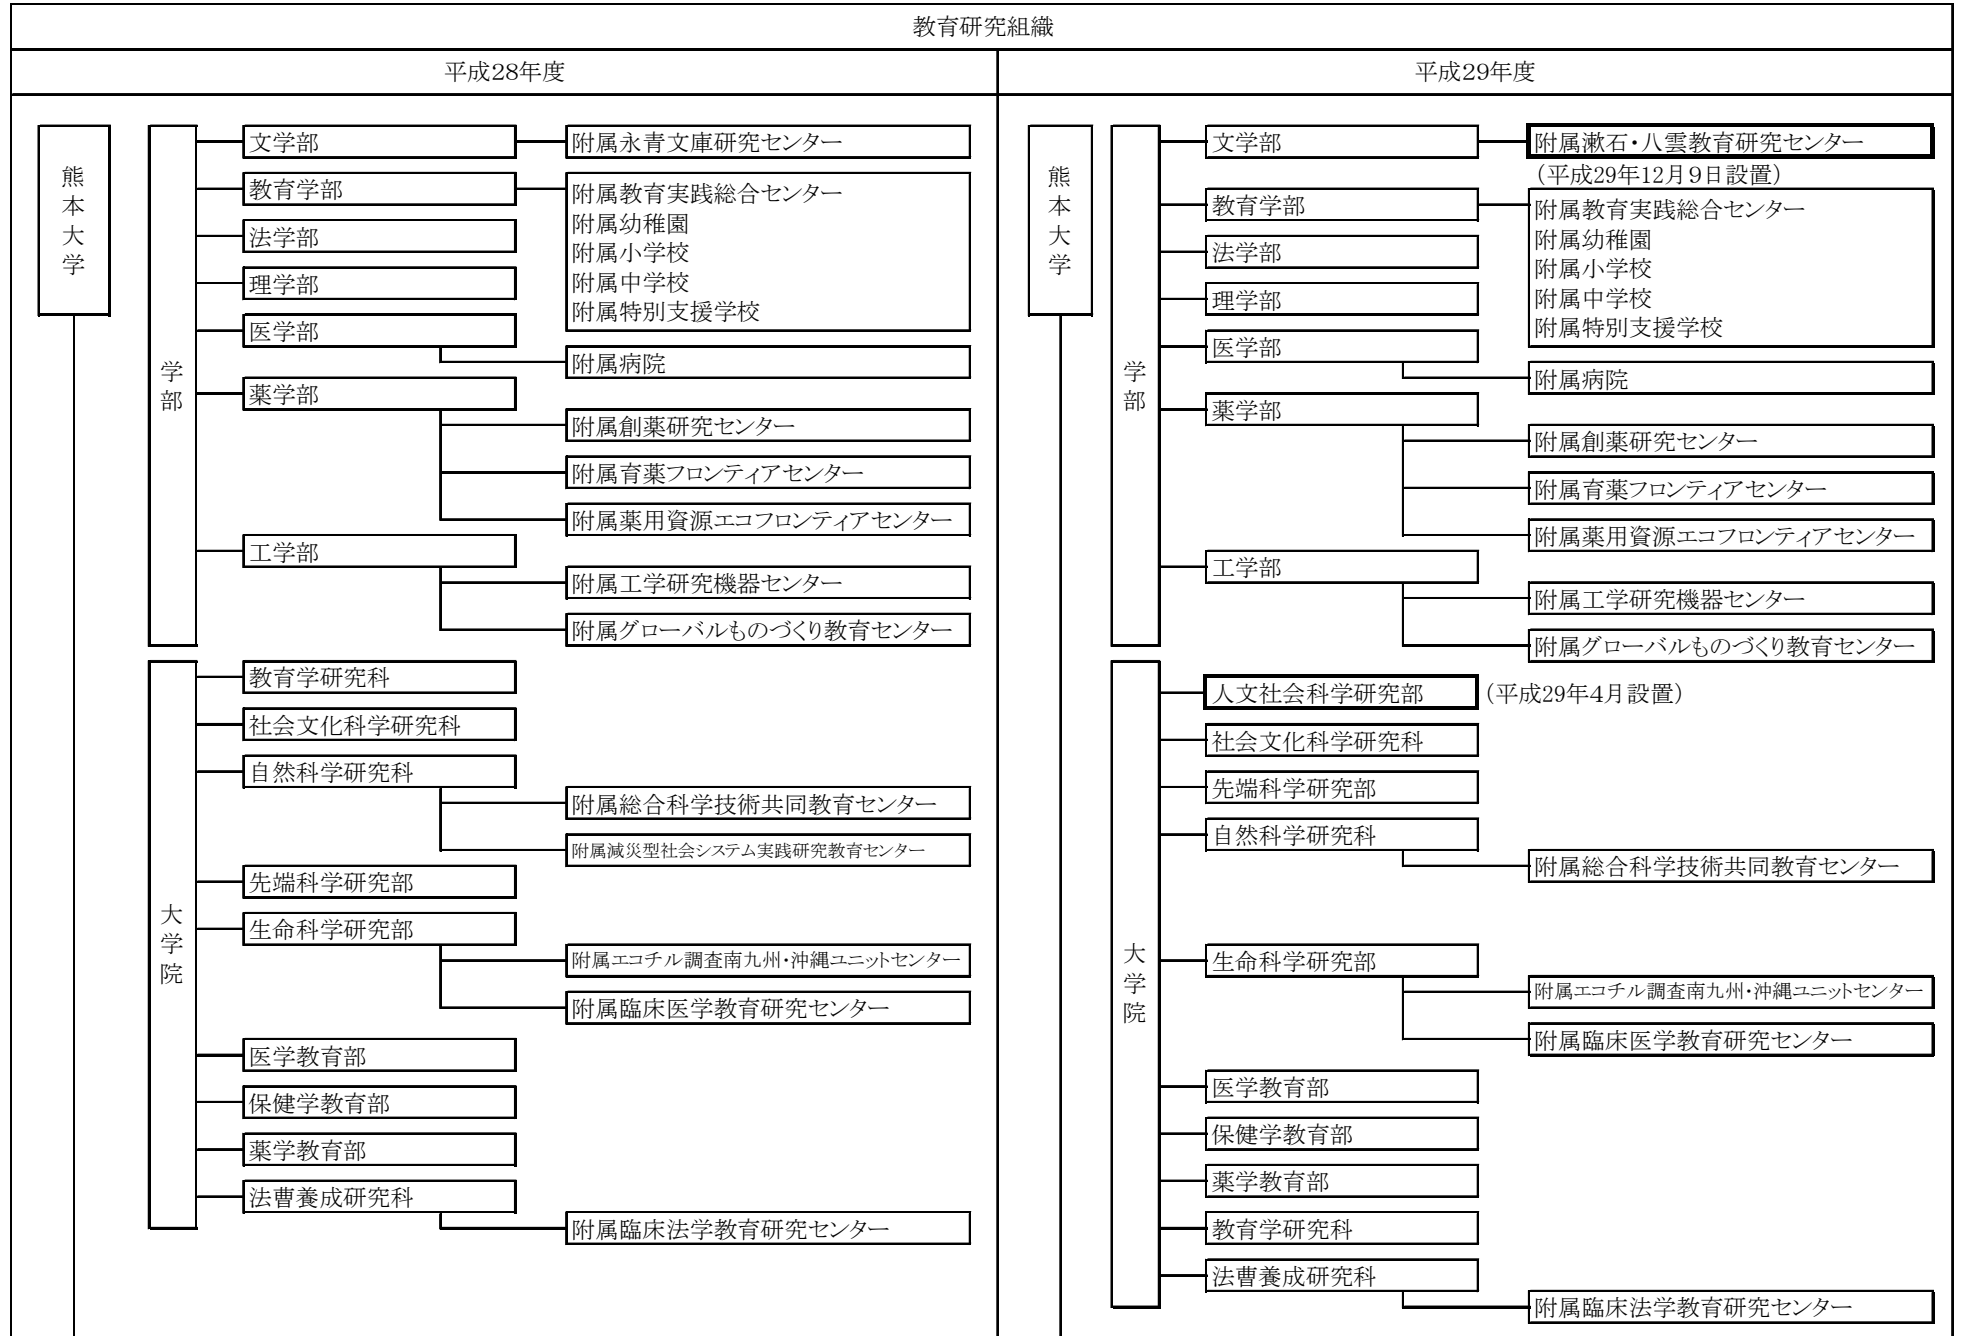 教育研究組織
平成28年度
平成29年度
熊本大学
学部
文学部
附属永青文庫研究センター
教育学部
附属教育実践総合センター
附属幼稚園
附属小学校
附属中学校
附属特別支援学校
法学部
理学部
医学部
附属病院
薬学部
附属創薬研究センター
附属育薬フロンティアセンター
附属薬用資源エコフロンティアセンター
工学部
附属工学研究機器センター
附属グローバルものづくり教育センター
大学院
教育学研究科
社会文化科学研究科
自然科学研究科
附属総合科学技術共同教育センター
附属減災型社会システム実践研究教育センター
先端科学研究部
生命科学研究部
附属エコチル調査南九州・沖縄ユニットセンター
附属臨床医学教育研究センター
医学教育部
保健学教育部
薬学教育部
法曹養成研究科
附属臨床法学教育研究センター
熊本大学
学部
文学部
附属漱石・八雲教育研究センター
（平成29年12月９日設置）
教育学部
附属教育実践総合センター
附属幼稚園
附属小学校
附属中学校
附属特別支援学校
法学部
理学部
医学部
附属病院
薬学部
附属創薬研究センター
附属育薬フロンティアセンター
附属薬用資源エコフロンティアセンター
工学部
附属工学研究機器センター
附属グローバルものづくり教育センター
大学院
人文社会科学研究部
（平成29年４月設置）
社会文化科学研究科
先端科学研究部
自然科学研究科
附属総合科学技術共同教育センター
生命科学研究部
附属エコチル調査南九州・沖縄ユニットセンター
附属臨床医学教育研究センター
医学教育部
保健学教育部
薬学教育部
教育学研究科
法曹養成研究科
附属臨床法学教育研究センター